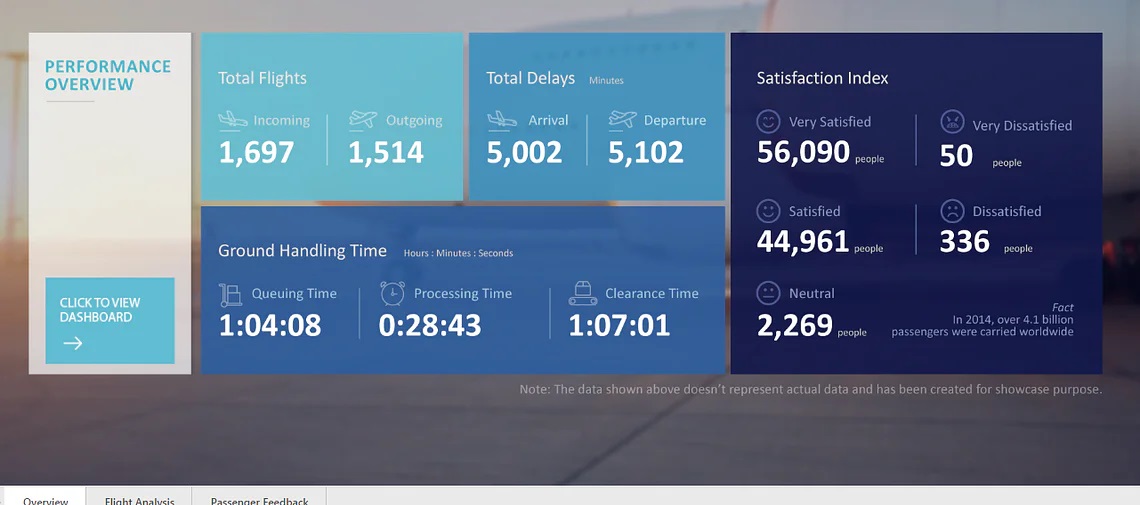 PERFORMANCE
OVERVIEW
CLICK TO VIEW
DASHBOARD
Total Flights
Incoming
Outgoing
1,697
1,514
Total Delays Minutes
Arrival
Departure
5,002
5,102
Ground Handling Time Hours : Minutes : Seconds
Queuing Time
Processing Time
Clearance Time
1:04:08
0:28:43
1:07:01
Satisfaction Index
Very Satisfied
Very Dissatisfied
56,090 people
50 people
Satisfied
Dissatisfied
44,961 people
336 people
Neutral
2,269 people
Fact
In 2014, over 4.1 billion
passengers were carried worldwide
Note: The data shown above doesn't represent actual data and has been created for showcase purpose.
Overview
Flight Analysis
Passenger Feedback